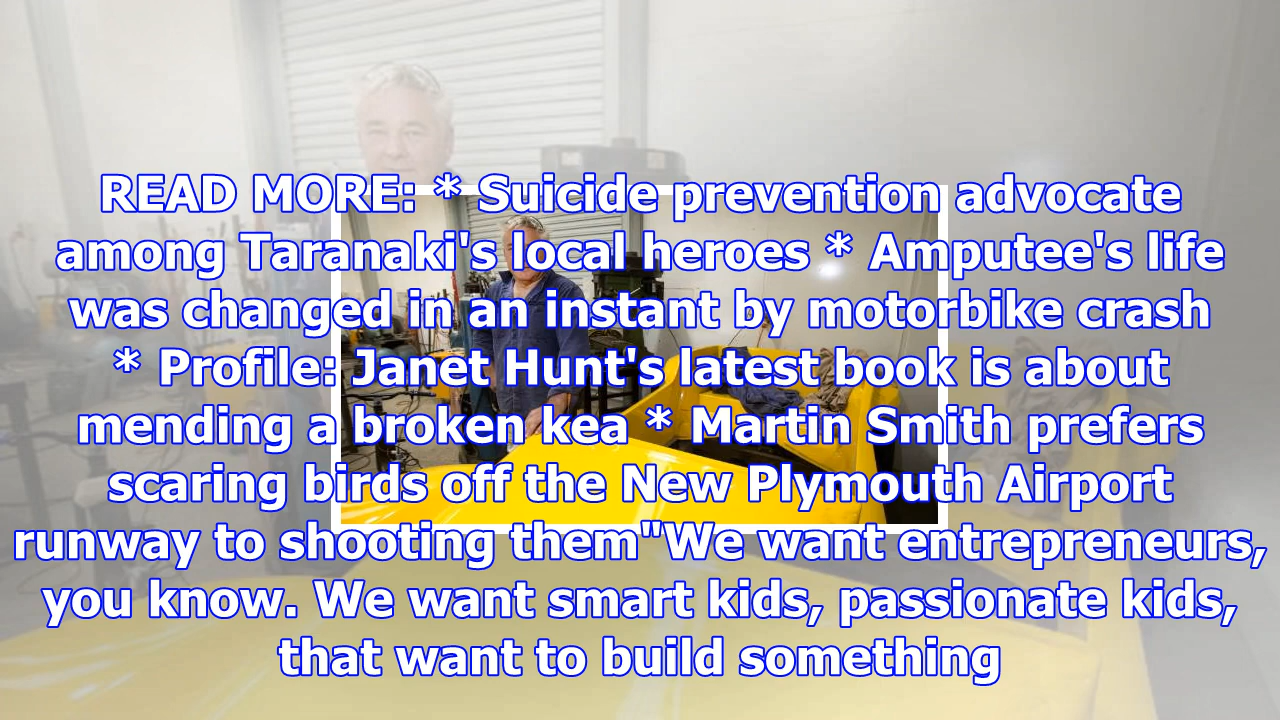 READ MORE: * Suicide prevention advocate
among Taranaki's local heroes * Amputee's life
was changed in an instant by motorbike crash
* Profile: Janet Hunt's latest book is about
mending a broken kea * Martin Smith prefers
scaring birds off the New Plymouth Airport
runway to shooting them"We want entrepreneurs,
you know. We want smart kids, passionate kids,
that want to build something